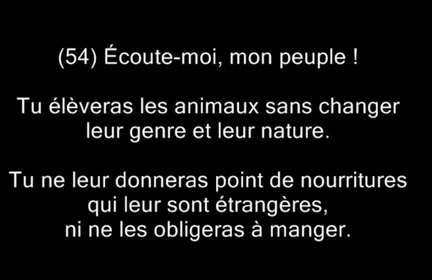 (54) Écoute-moi, mon peuple !
Tu élèveras les animaux sans changer
leur genre et leur nature.
Tu ne leur donneras point de nourritures
qui leur sont étrangères,
ni ne les obligeras à manger.